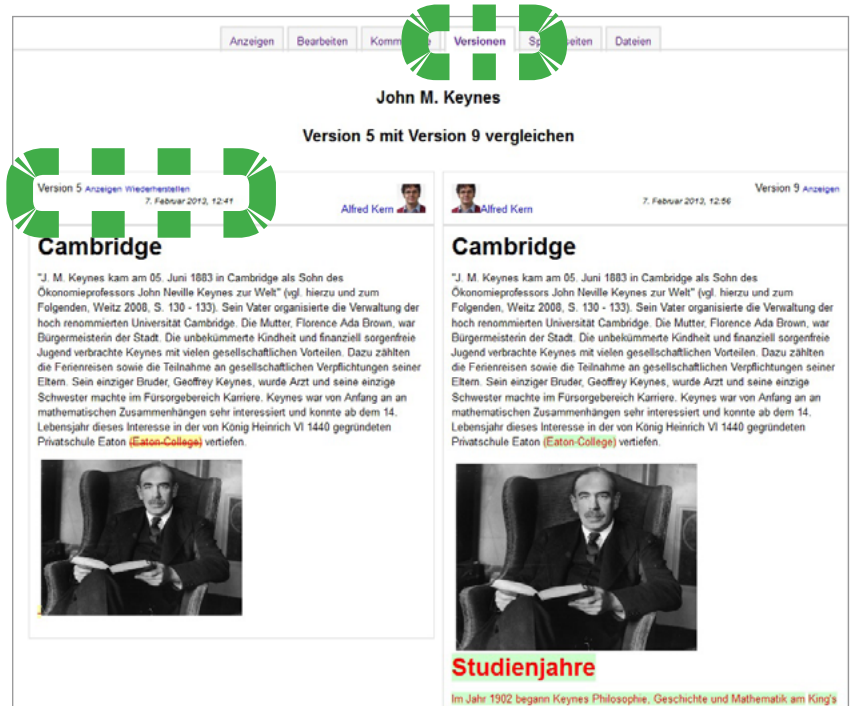 Anzeigen Bearbeiten Versionen Dateien
John M. Keynes
Version 5 mit Version 9 vergleichen
Version 5 Anzeigen Wiederherstellen
7. Februar 2013, 12:41
Alfred Kern
Alfred Kern
7. Februar 2013, 12:56
Version 9 Anzeigen
Cambridge
"J. M. Keynes kam am 05. Juni 1883 in Cambridge als Sohn des
Ökonomieprofessors John Neville Keynes zur Welt" (vgl. hierzu und zum
Folgenden, Weitz 2008, S. 130 - 133). Sein Vater organisierte die Verwaltung der
hoch renommierten Universität Cambridge. Die Mutter, Florence Ada Brown, war
Bürgermeisterin der Stadt. Die unbekümmerte Kindheit und finanziell sorgenfreie
Jugend verbrachte Keynes mit vielen gesellschaftlichen Vorteilen. Dazu zählten
die Ferienreisen sowie die Teilnahme an gesellschaftlichen Verpflichtungen seiner
Eltern. Sein einziger Bruder, Geoffrey Keynes, wurde Arzt und seine einzige
Schwester machte im Fürsorgebereich Karriere. Keynes war von Anfang an an
mathematischen Zusammenhängen sehr interessiert und konnte ab dem 14.
Lebensjahr dieses Interesse in der von König Heinrich VI 1440 gegründeten
Privatschule Eaton (Eaton-College) vertiefen.
Cambridge
"J. M. Keynes kam am 05. Juni 1883 in Cambridge als Sohn des
Ökonomieprofessors John Neville Keynes zur Welt" (vgl. hierzu und zum
Folgenden, Weitz 2008, S. 130 - 133). Sein Vater organisierte die Verwaltung der
hoch renommierten Universität Cambridge. Die Mutter, Florence Ada Brown, war
Bürgermeisterin der Stadt. Die unbekümmerte Kindheit und finanziell sorgenfreie
Jugend verbrachte Keynes mit vielen gesellschaftlichen Vorteilen. Dazu zählten
die Ferienreisen sowie die Teilnahme an gesellschaftlichen Verpflichtungen seiner
Eltern. Sein einziger Bruder, Geoffrey Keynes, wurde Arzt und seine einzige
Schwester machte im Fürsorgebereich Karriere. Keynes war von Anfang an an
mathematischen Zusammenhängen sehr interessiert und konnte ab dem 14.
Lebensjahr dieses Interesse in der von König Heinrich VI 1440 gegründeten
Privatschule Eaton (Eaton-College) vertiefen.
Studienjahre
Im Jahr 1902 begann Keynes Philosophie, Geschichte und Mathematik am King's